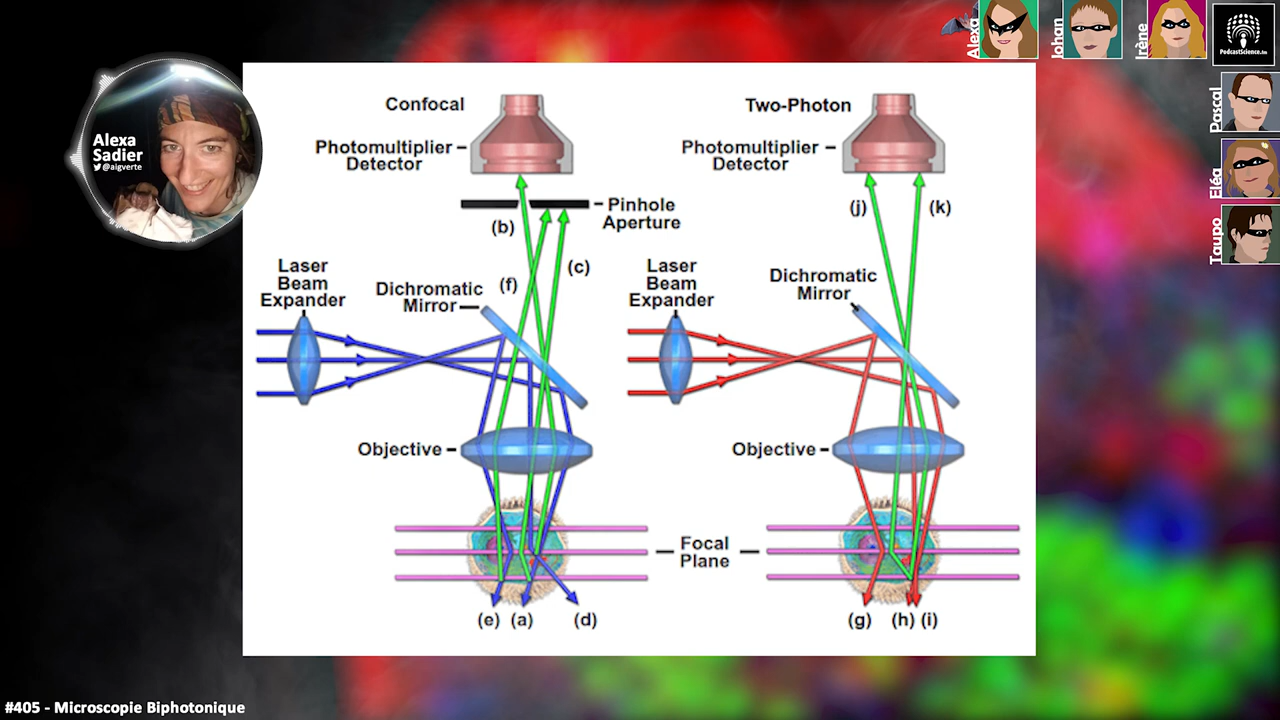 Alexa
Johan
Irène
PodcastScience.fm
Pascal
Eléa
Taupo
Alexa
Sadier
@aigverte
Confocal
Photomultiplier
Detector
Pinhole
Aperture
(b)
(c)
(f)
Laser
Beam
Expander
Dichromatic
Mirror
Objective
(e)
(a)
(d)
Focal
Plane
Two-Photon
Photomultiplier
Detector
(j)
(k)
Laser
Beam
Expander
Dichromatic
Mirror
Objective
(g)
(h)
(i)
#405 - Microscopie Biphotonique